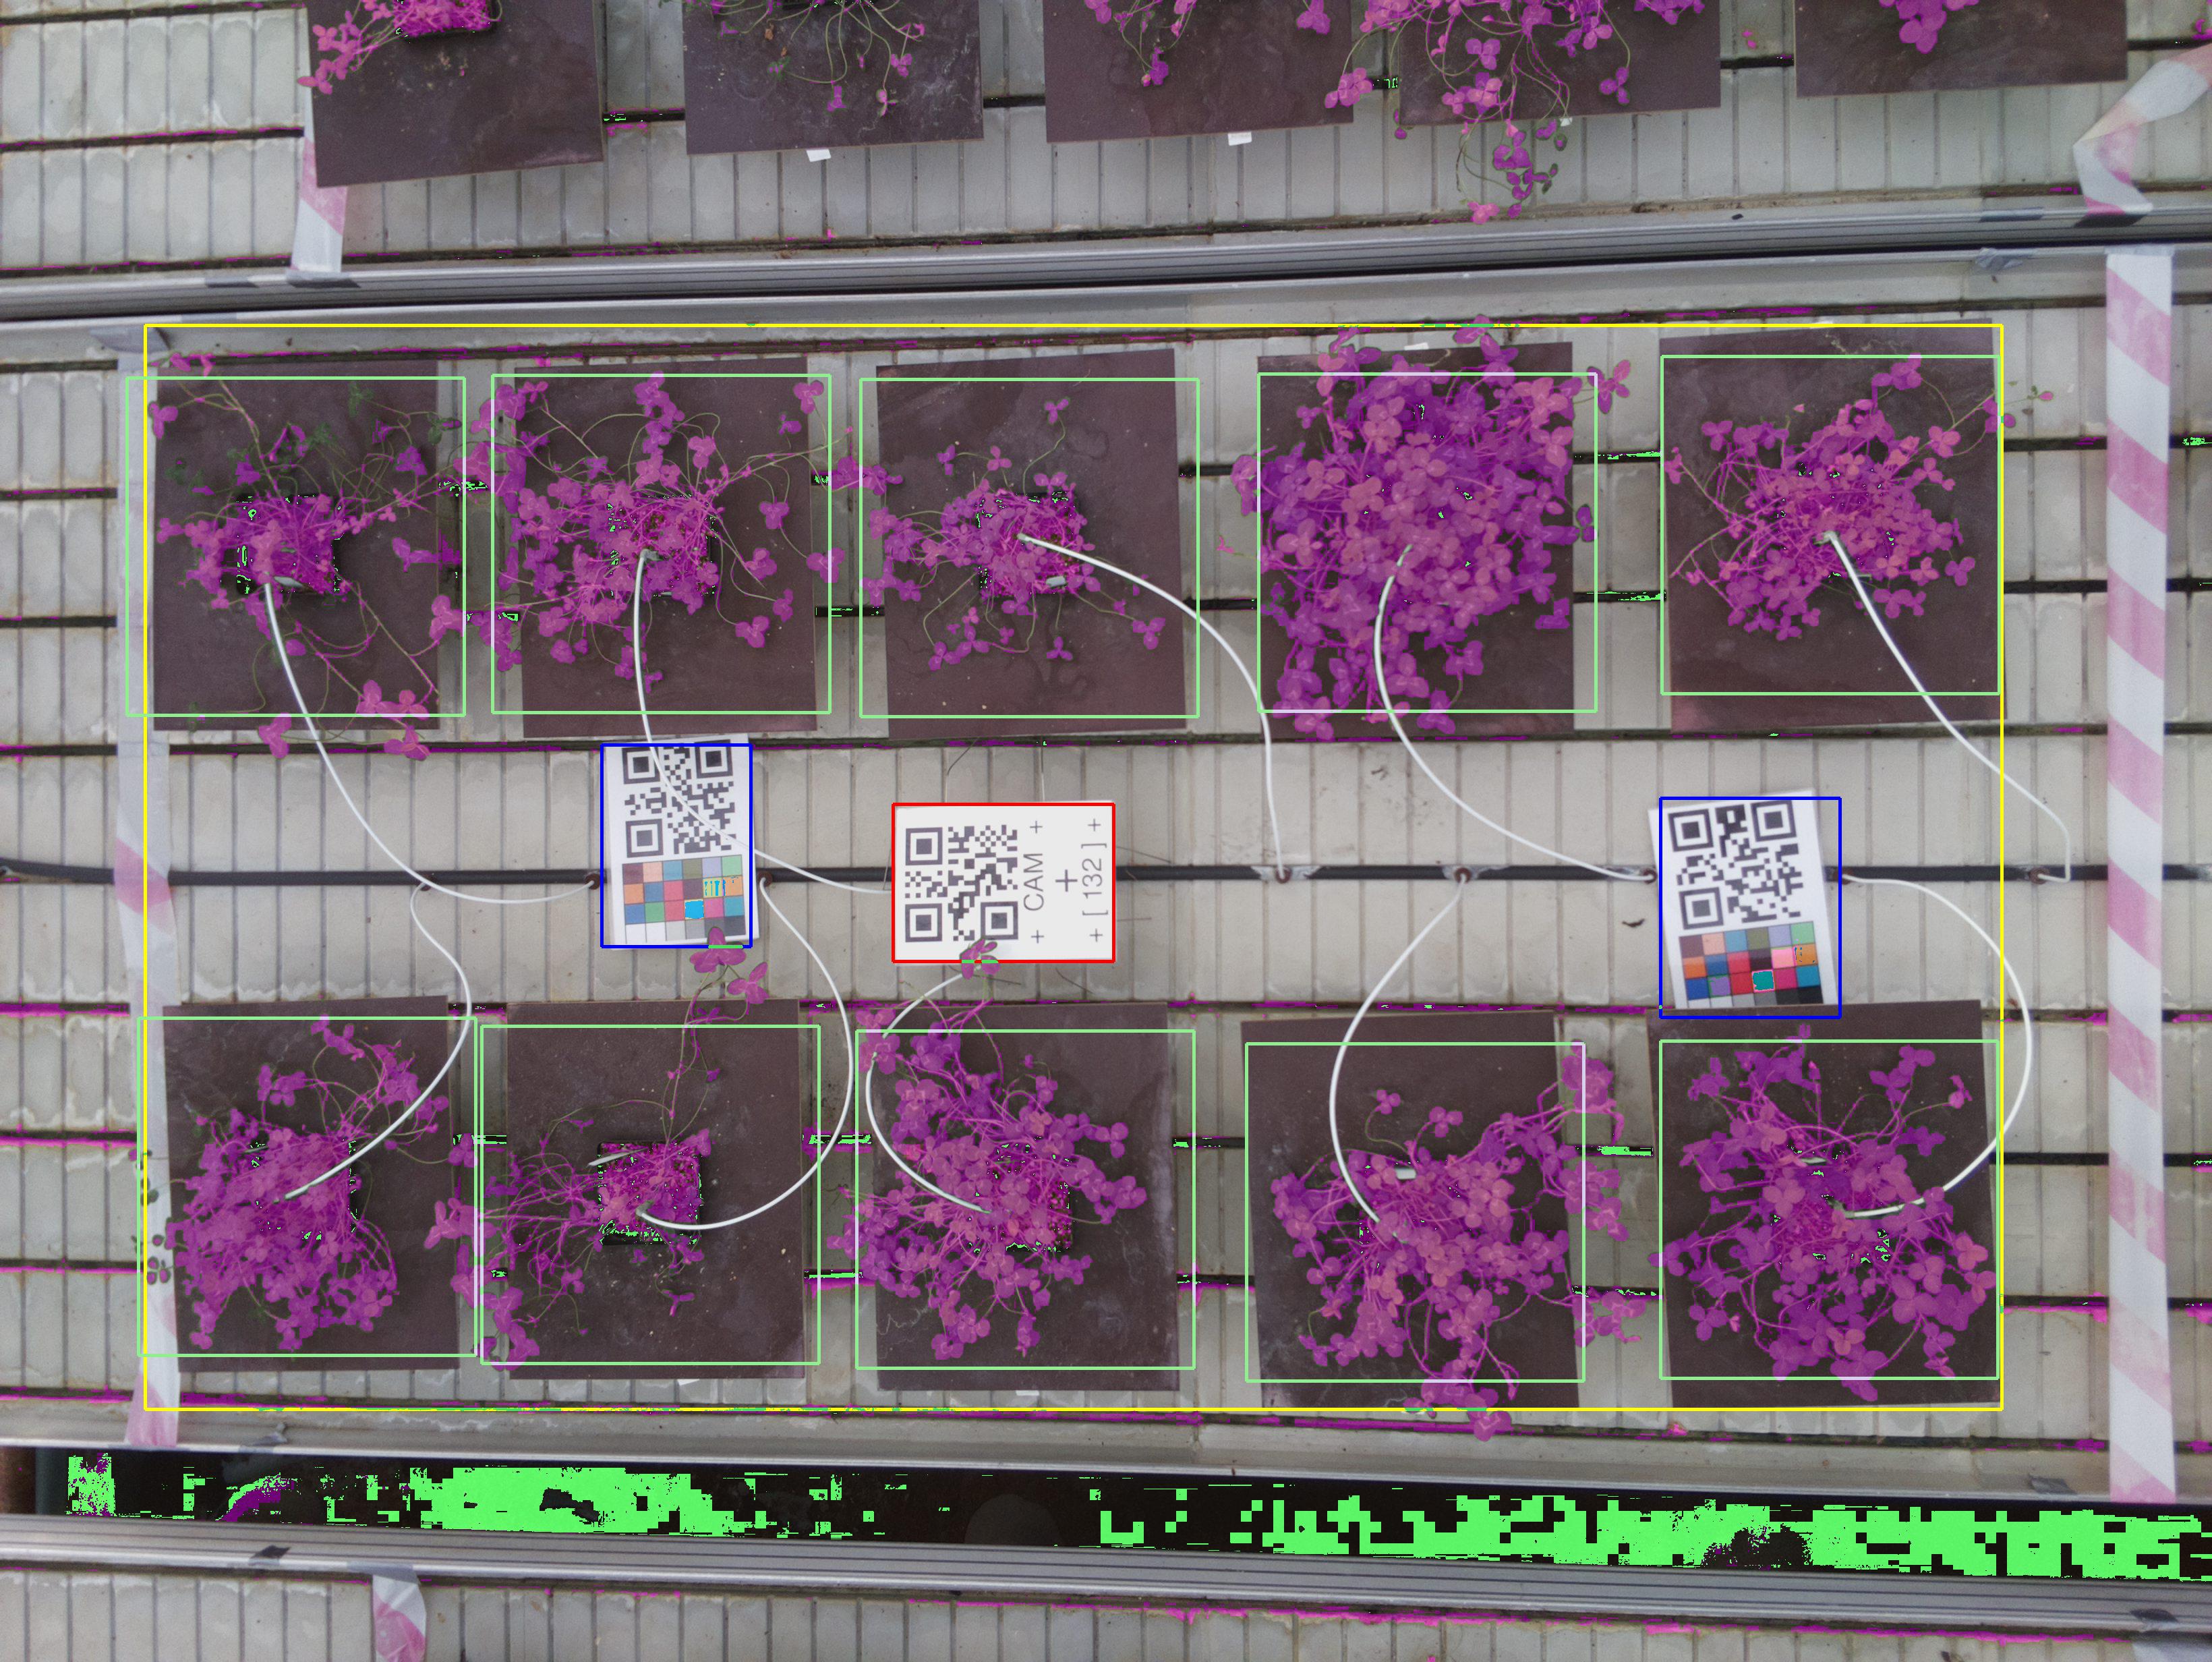 + CAM +
+
+ [ 132 ] +